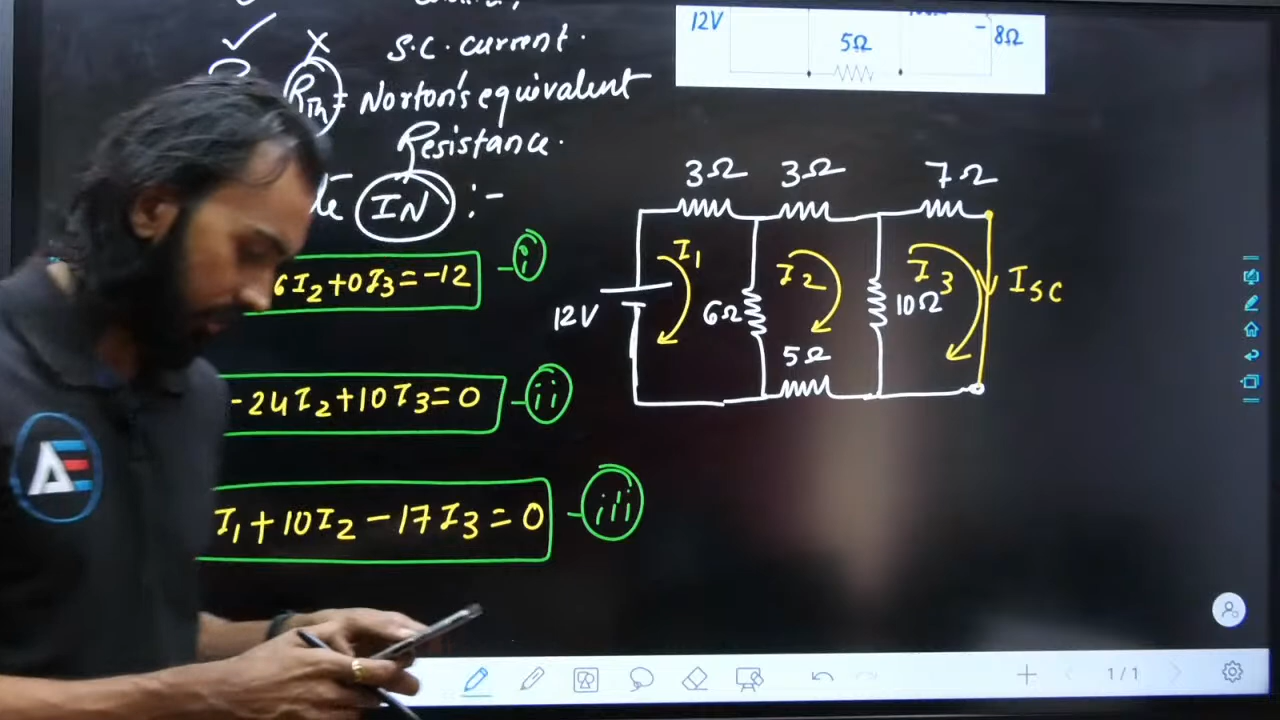 S.C. current.
= Norton's equivalent
Resistance.
IN :-
6I2+0I3=-12 -(i)
-24I2+10I3=0 -(ii)
I1+10I2-17I3=0 -(iii)
12V
5Ω
8Ω
3Ω 3Ω 7Ω
I1 I2 I3 ISC
12V 6Ω 10Ω
5Ω
AE
1/1